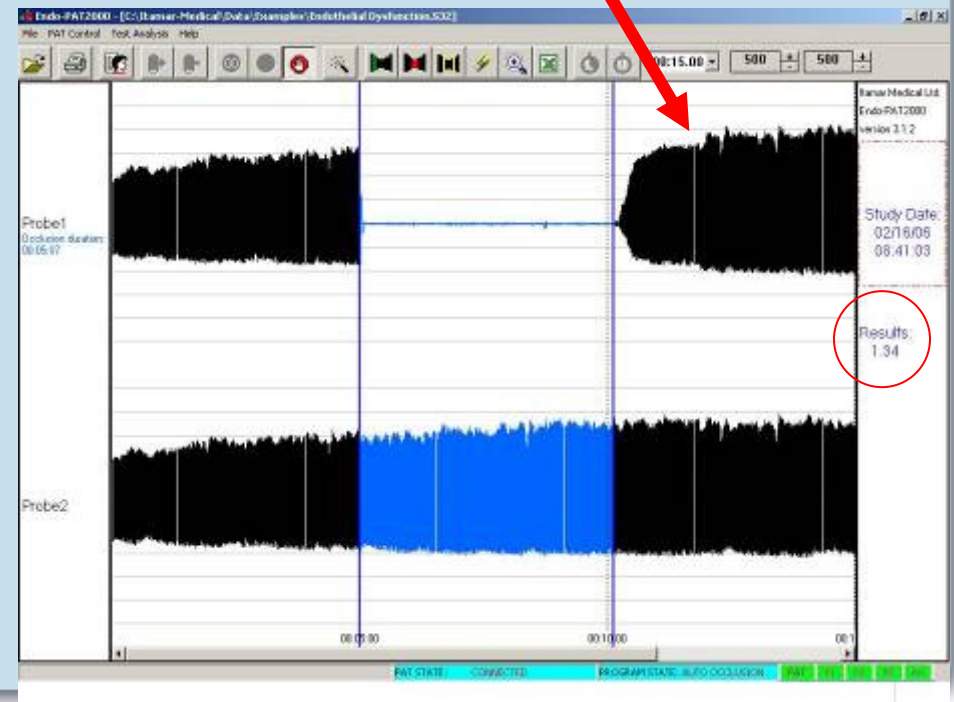 Endo-PAT2000 - [C:\Itamar-Medical\Data\Examples\Endothelial Dysfunction.S32]
File PAT Control Test Analysis Help
00:15.00 500 500
Itamar Medical Ltd.
Endo-PAT2000
version 3.1.2
Probe1
Occlusion duration:
00:05:07
Study Date:
02/16/06
08:41:03
Results:
1.34
Probe2
00:05:00 00:10:00 00:1
PAT STATE: CONNECTED PROGRAM STATE: AUTO OCCLUSION PAT